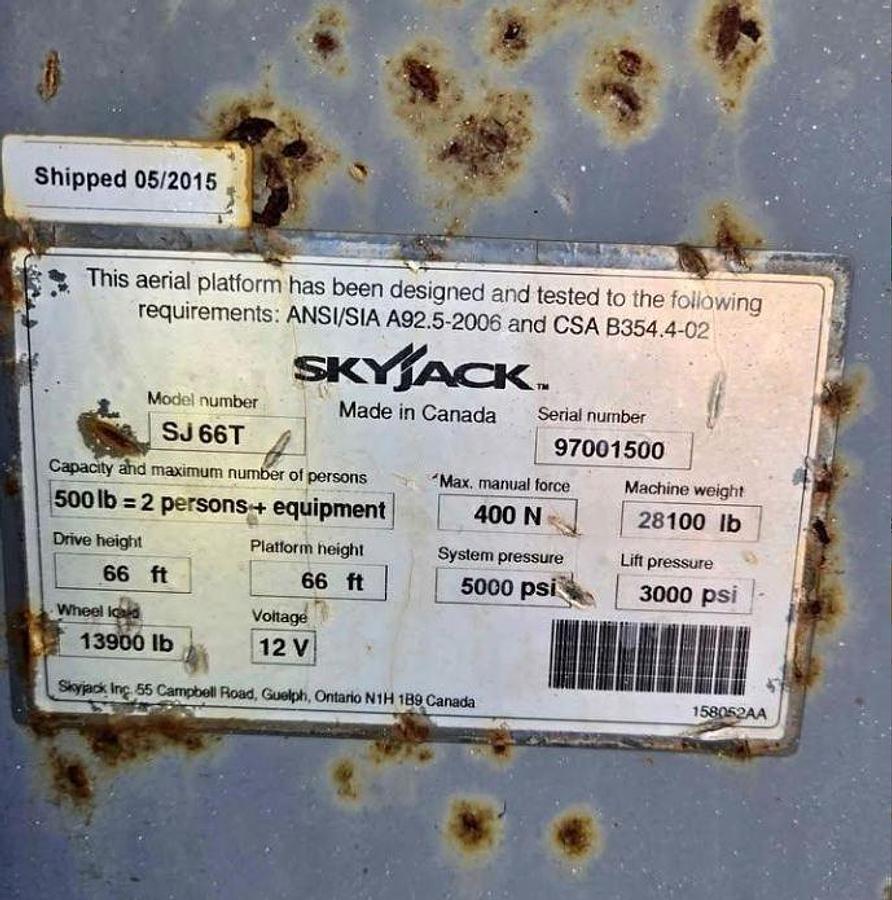 Shipped 05/2015
This aerial platform has been designed and tested to the following
requirements: ANSI/SIA A92.5-2006 and CSA B354.4-02
SKYJACK™
Made in Canada
Model number
SJ 66T
Serial number
97001500
Capacity and maximum number of persons
500 lb = 2 persons + equipment
Max. manual force
400 N
Machine weight
28100 lb
Drive height
66 ft
Platform height
66 ft
System pressure
5000 psi
Lift pressure
3000 psi
Wheel load
13900 lb
Voltage
12 V
Skyjack Inc. 55 Campbell Road, Guelph, Ontario N1H 1B9 Canada
158052AA